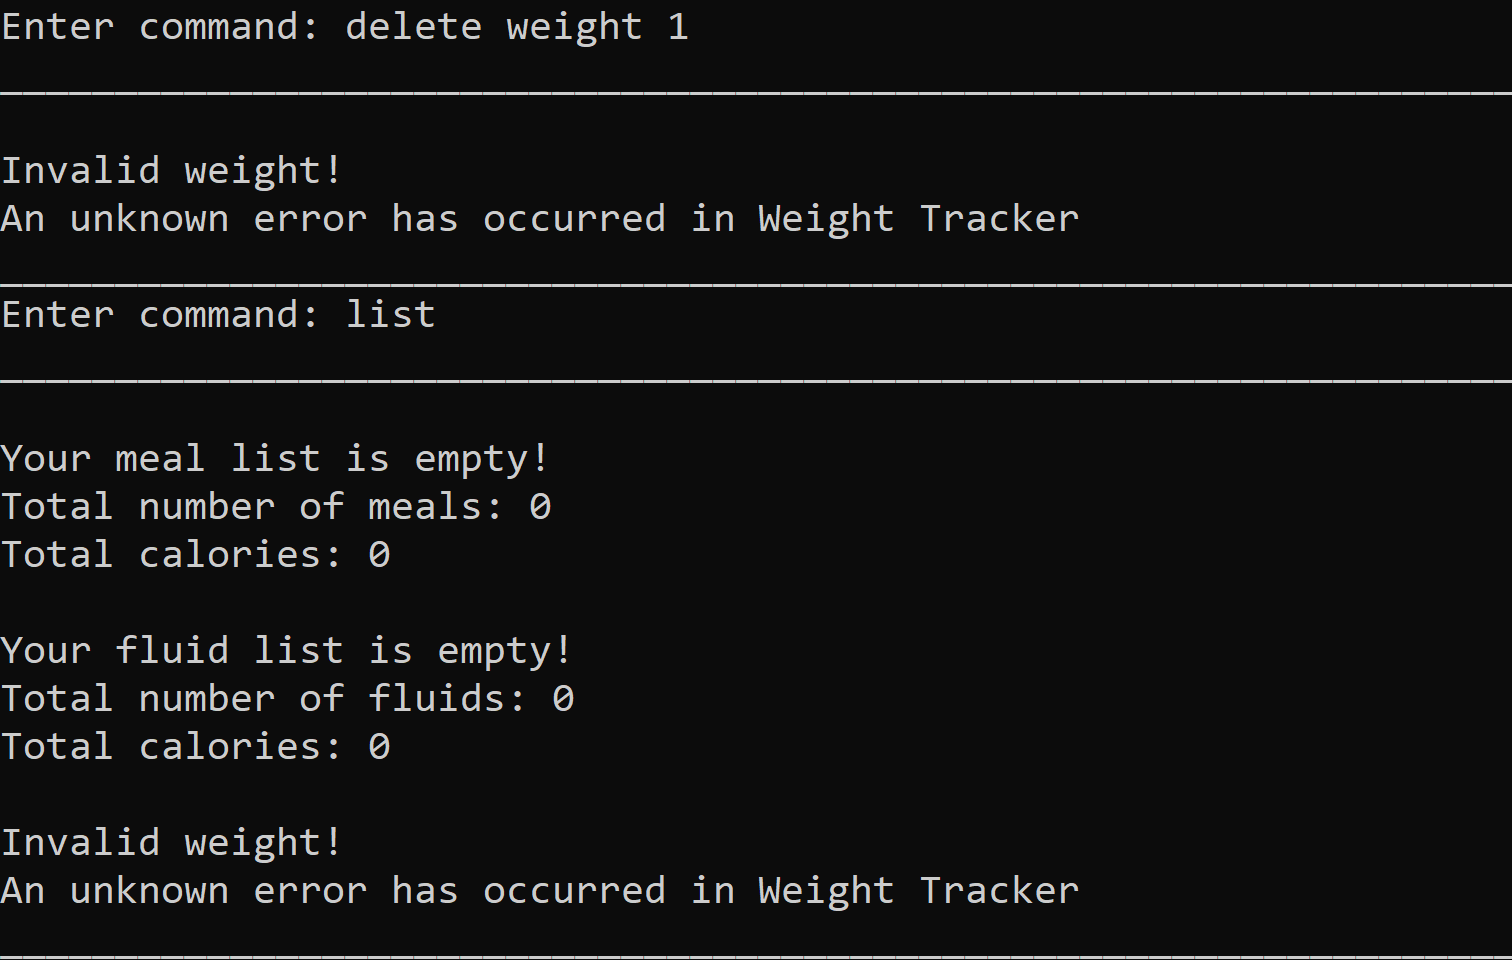 Enter command: delete weight 1
Invalid weight!
An unknown error has occurred in Weight Tracker
Enter command: list
Your meal list is empty!
Total number of meals: 0
Total calories: 0
Your fluid list is empty!
Total number of fluids: 0
Total calories: 0
Invalid weight!
An unknown error has occurred in Weight Tracker